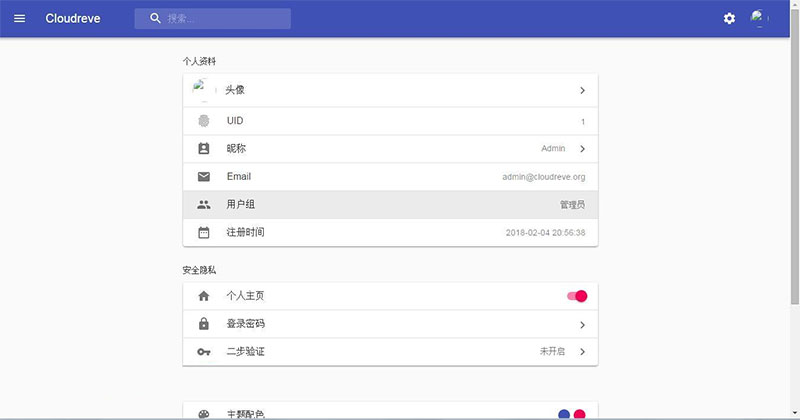 Cloudreve
搜索...
个人资料
头像
UID 1
昵称 Admin
Email admin@cloudreve.org
用户组 管理员
注册时间 2018-02-04 20:56:38
安全隐私
个人主页
登录密码
二步验证 未开启
主题配色